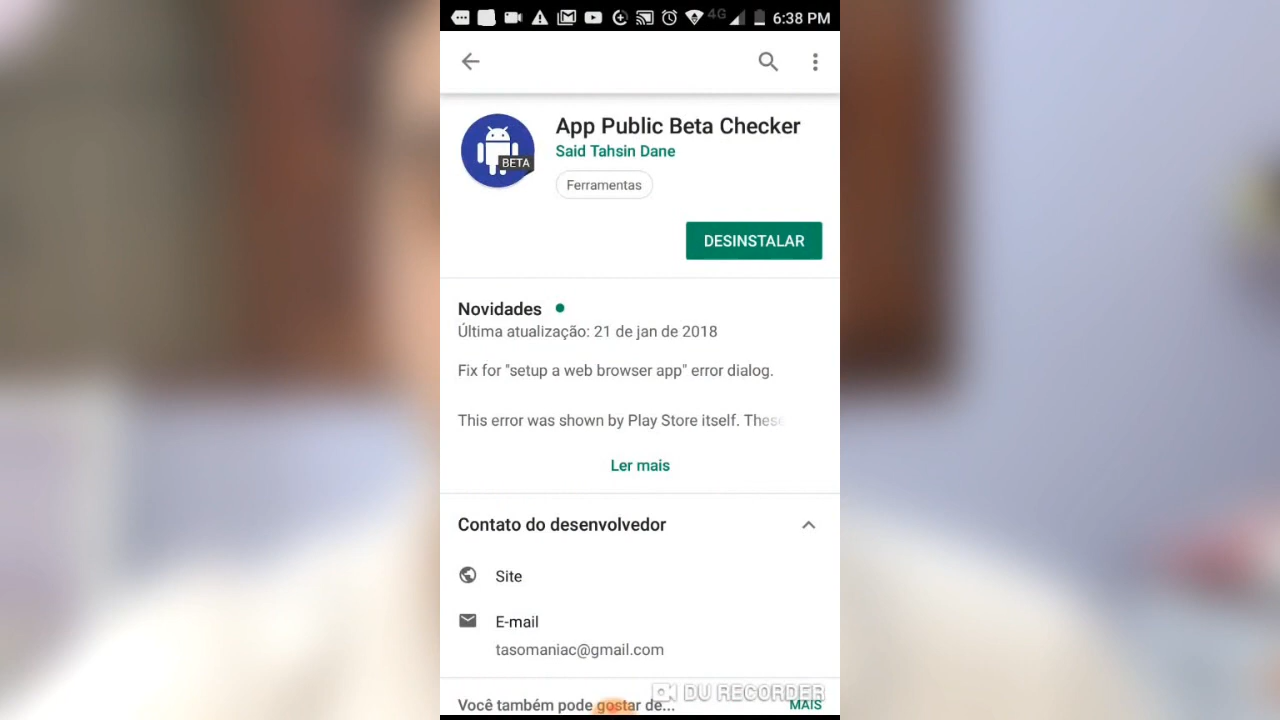 4G 6:38 PM
App Public Beta Checker
BETA
Said Tahsin Dane
Ferramentas
DESINSTALAR
Novidades
Última atualização: 21 de jan de 2018
Fix for "setup a web browser app" error dialog.
This error was shown by Play Store itself. These
Ler mais
Contato do desenvolvedor
Site
E-mail
tasomaniac@gmail.com
DU RECORDER
Você também pode gostar de...
MAIS